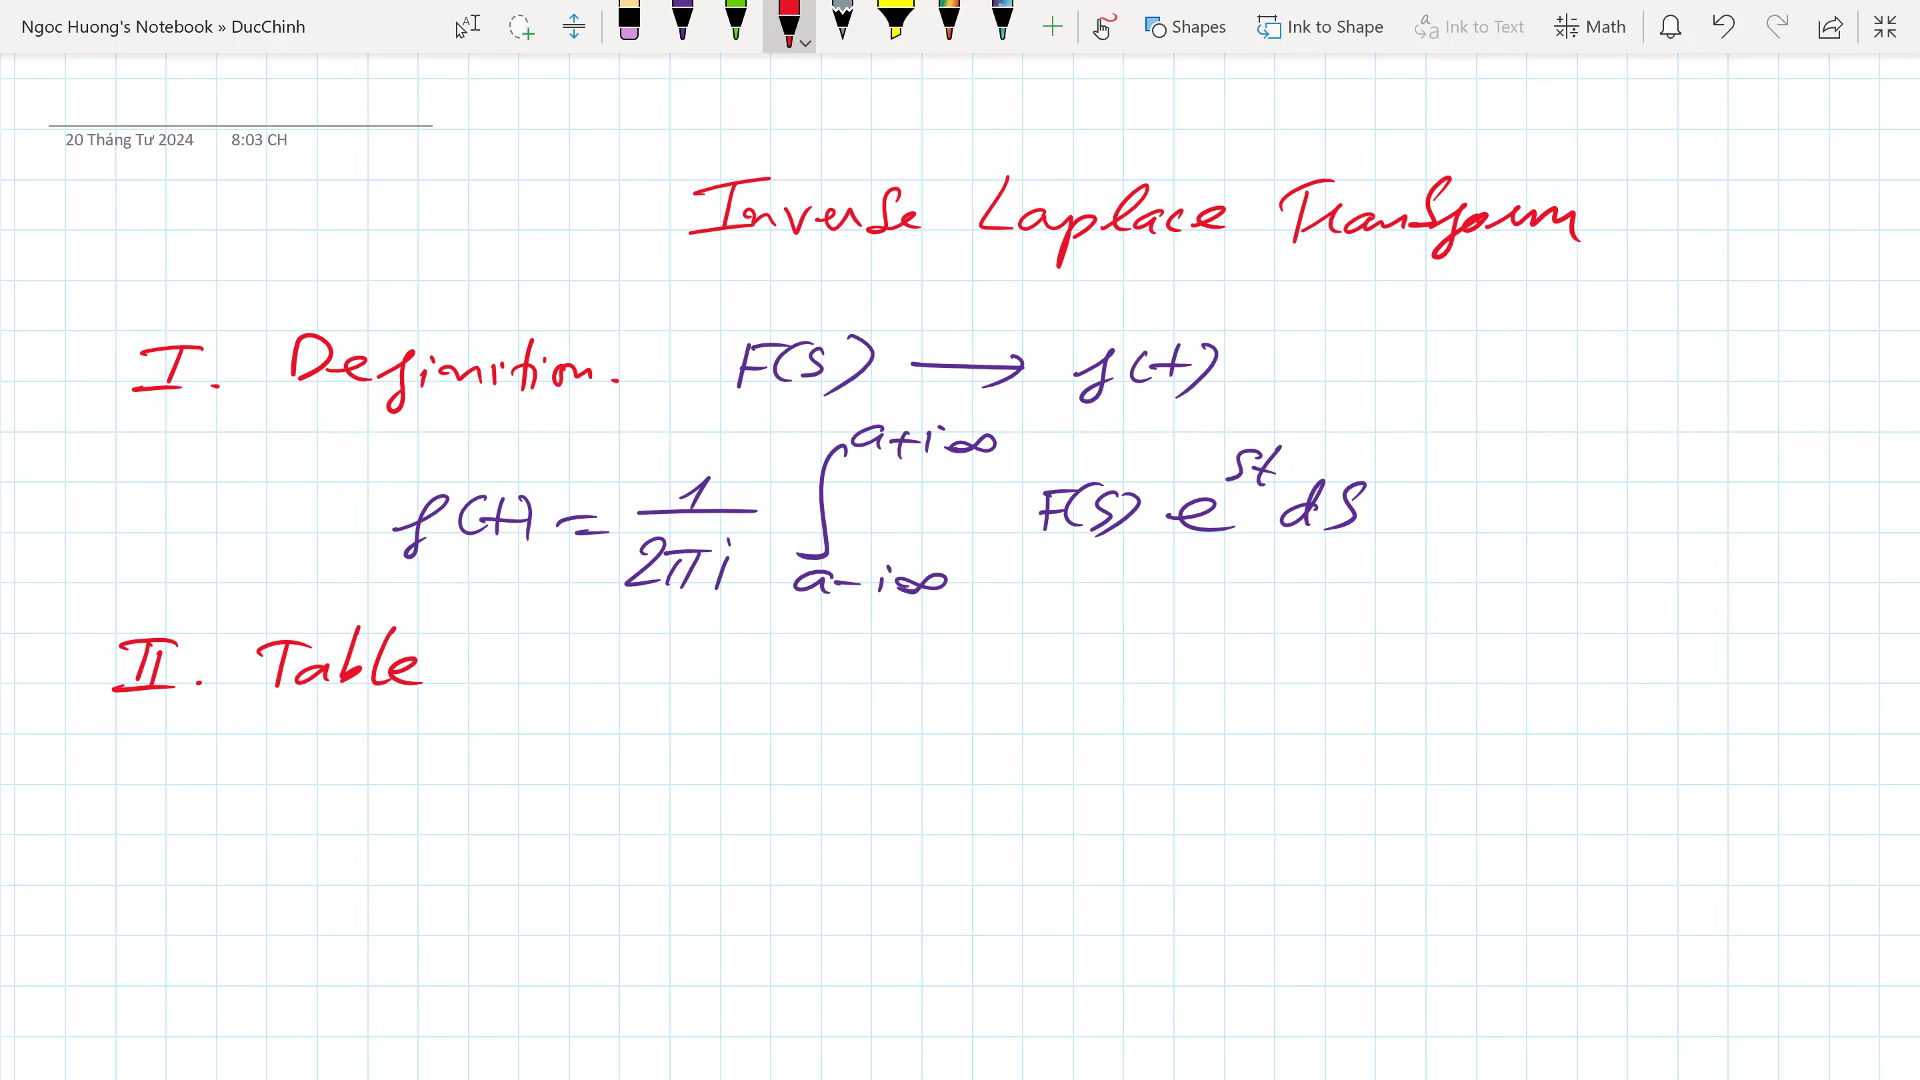 Ngoc Huong's Notebook » DucChinh
Shapes Ink to Shape Ink to Text Math
20 Tháng Tư 2024 8:03 CH
Inverse Laplace Transform
I. Definition. F(S) → f(t)
f(t) = 1/2πi ∫ a+i∞ a-i∞ F(S) e^st dS
II. Table